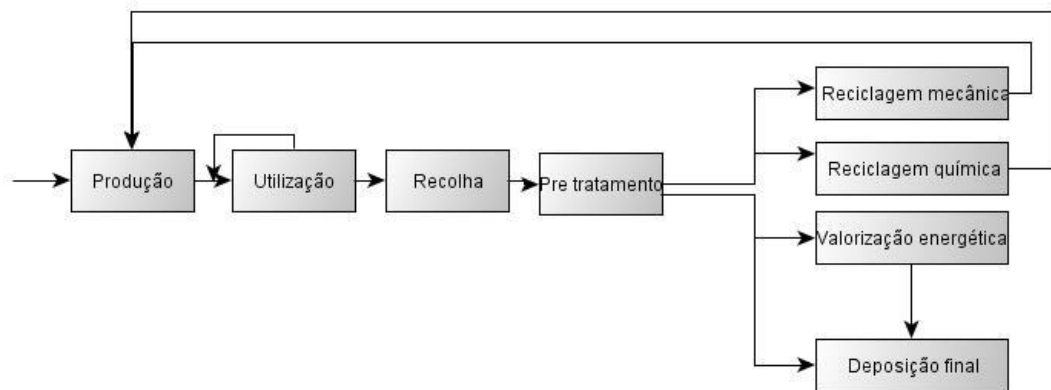 Reciclagem mecânica
Produção
Utilização
Recolha
Pre tratamento
Reciclagem química
Valorização energética
Deposição final